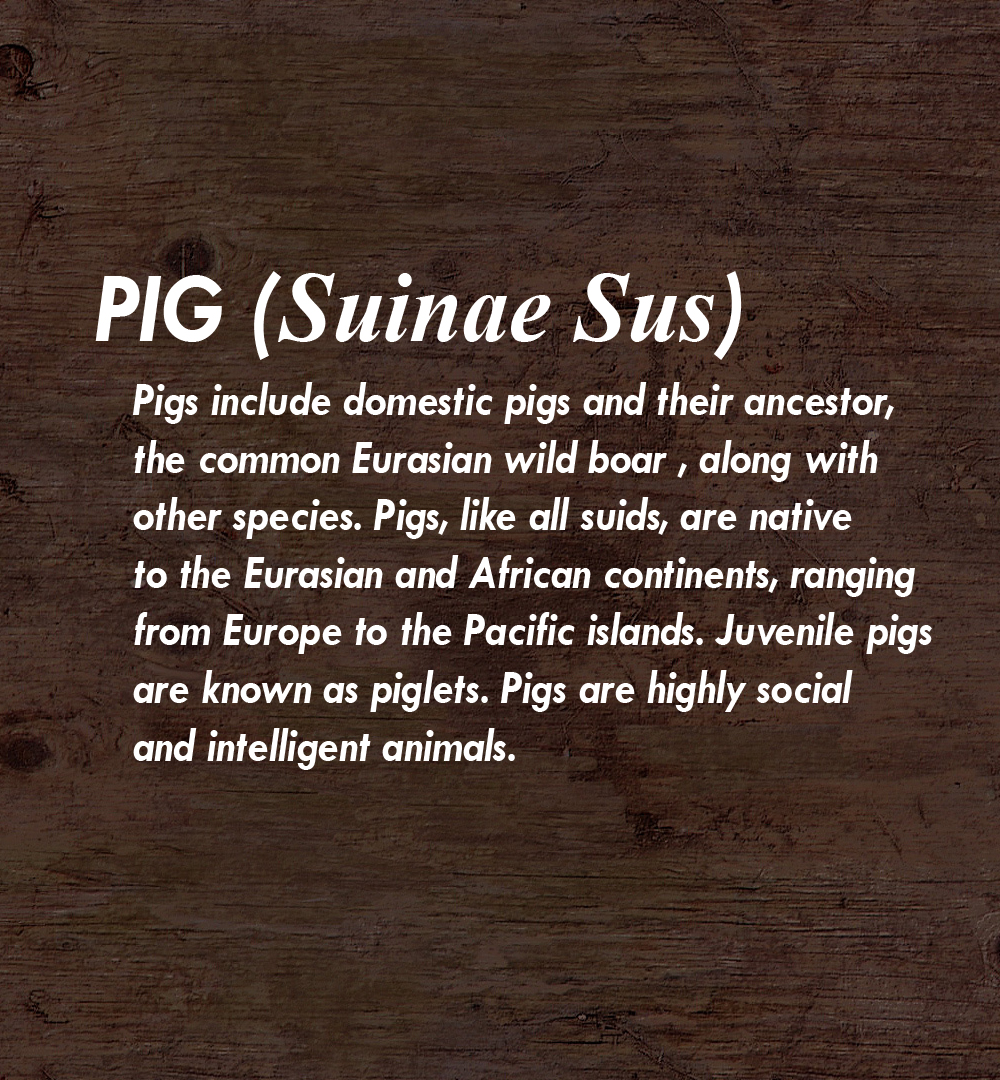 PIG (Suinae Sus)
Pigs include domestic pigs and their ancestor,
the common Eurasian wild boar , along with
other species. Pigs, like all suids, are native
to the Eurasian and African continents, ranging
from Europe to the Pacific islands. Juvenile pigs
are known as piglets. Pigs are highly social
and intelligent animals.